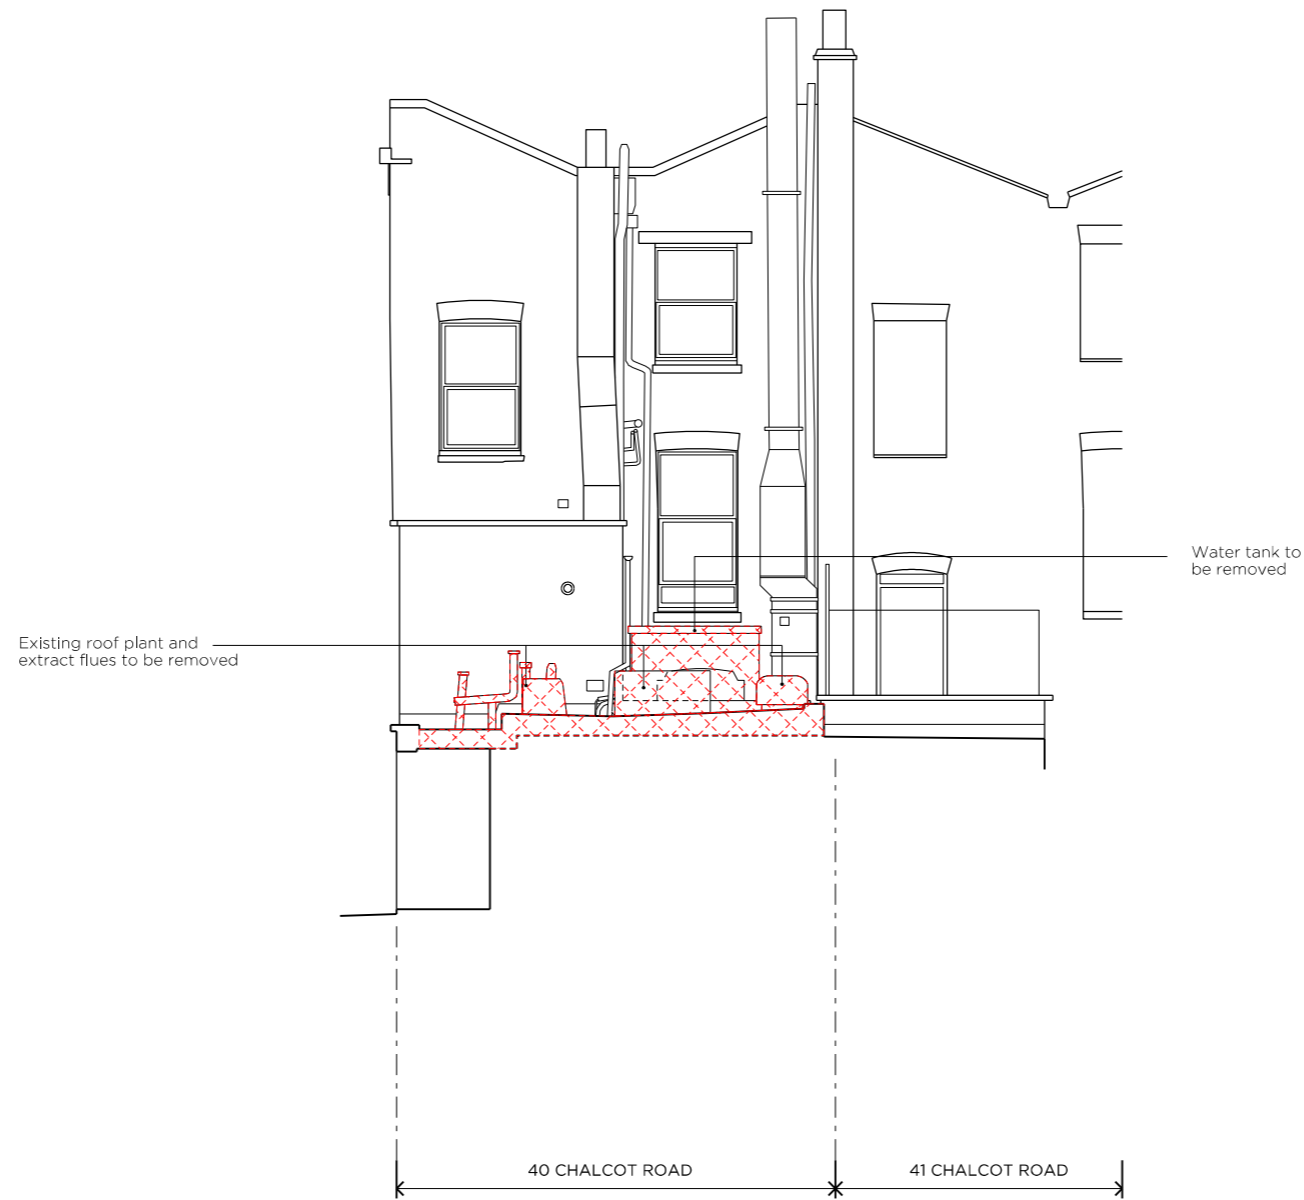 Water tank to
be removed
Existing roof plant and
extract flues to be removed
40 CHALCOT ROAD
41 CHALCOT ROAD